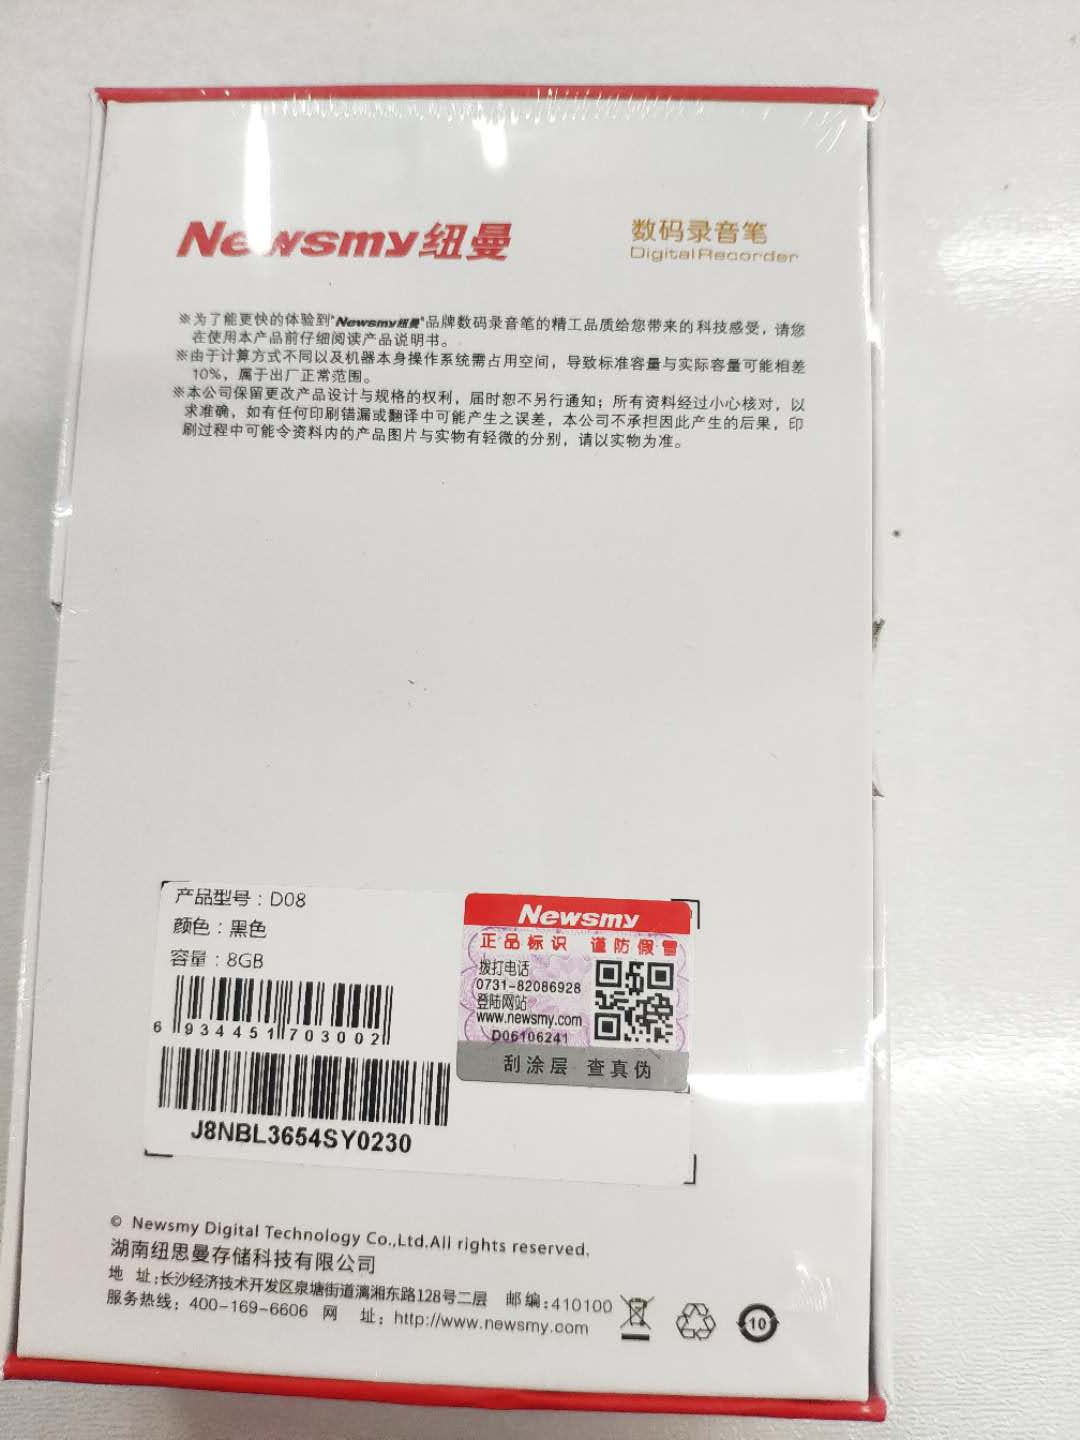 Newsmy纽曼
数码录音笔
Digital Recorder
※为了能更快的体验到"Newsmy纽曼"品牌数码录音笔的精工品质给您带来的科技感受，请您
在使用本产品前仔细阅读产品说明书。
※由于计算方式不同以及机器本身操作系统需占用空间，导致标准容量与实际容量可能相差
10%，属于出厂正常范围。
※本公司保留更改产品设计与规格的权利，届时恕不另行通知；所有资料经过小心核对，以
求准确，如有任何印刷错漏或翻译中可能产生之误差，本公司不承担因此产生的后果，印
刷过程中可能令资料内的产品图片与实物有轻微的分别，请以实物为准。
产品型号：D08
颜色：黑色
容量：8GB
6 934451 703002
J8NBL3654SY0230
Newsmy
正品标识 谨防假冒
拨打电话
0731-82086928
登陆网站
www.newsmy.com
D06106241
刮涂层 查真伪
© Newsmy Digital Technology Co.,Ltd.All rights reserved.
湖南纽思曼存储科技有限公司
地 址：长沙经济技术开发区泉塘街道漓湘东路128号二层 邮编：410100
服务热线：400-169-6606 网 址：http://www.newsmy.com
10